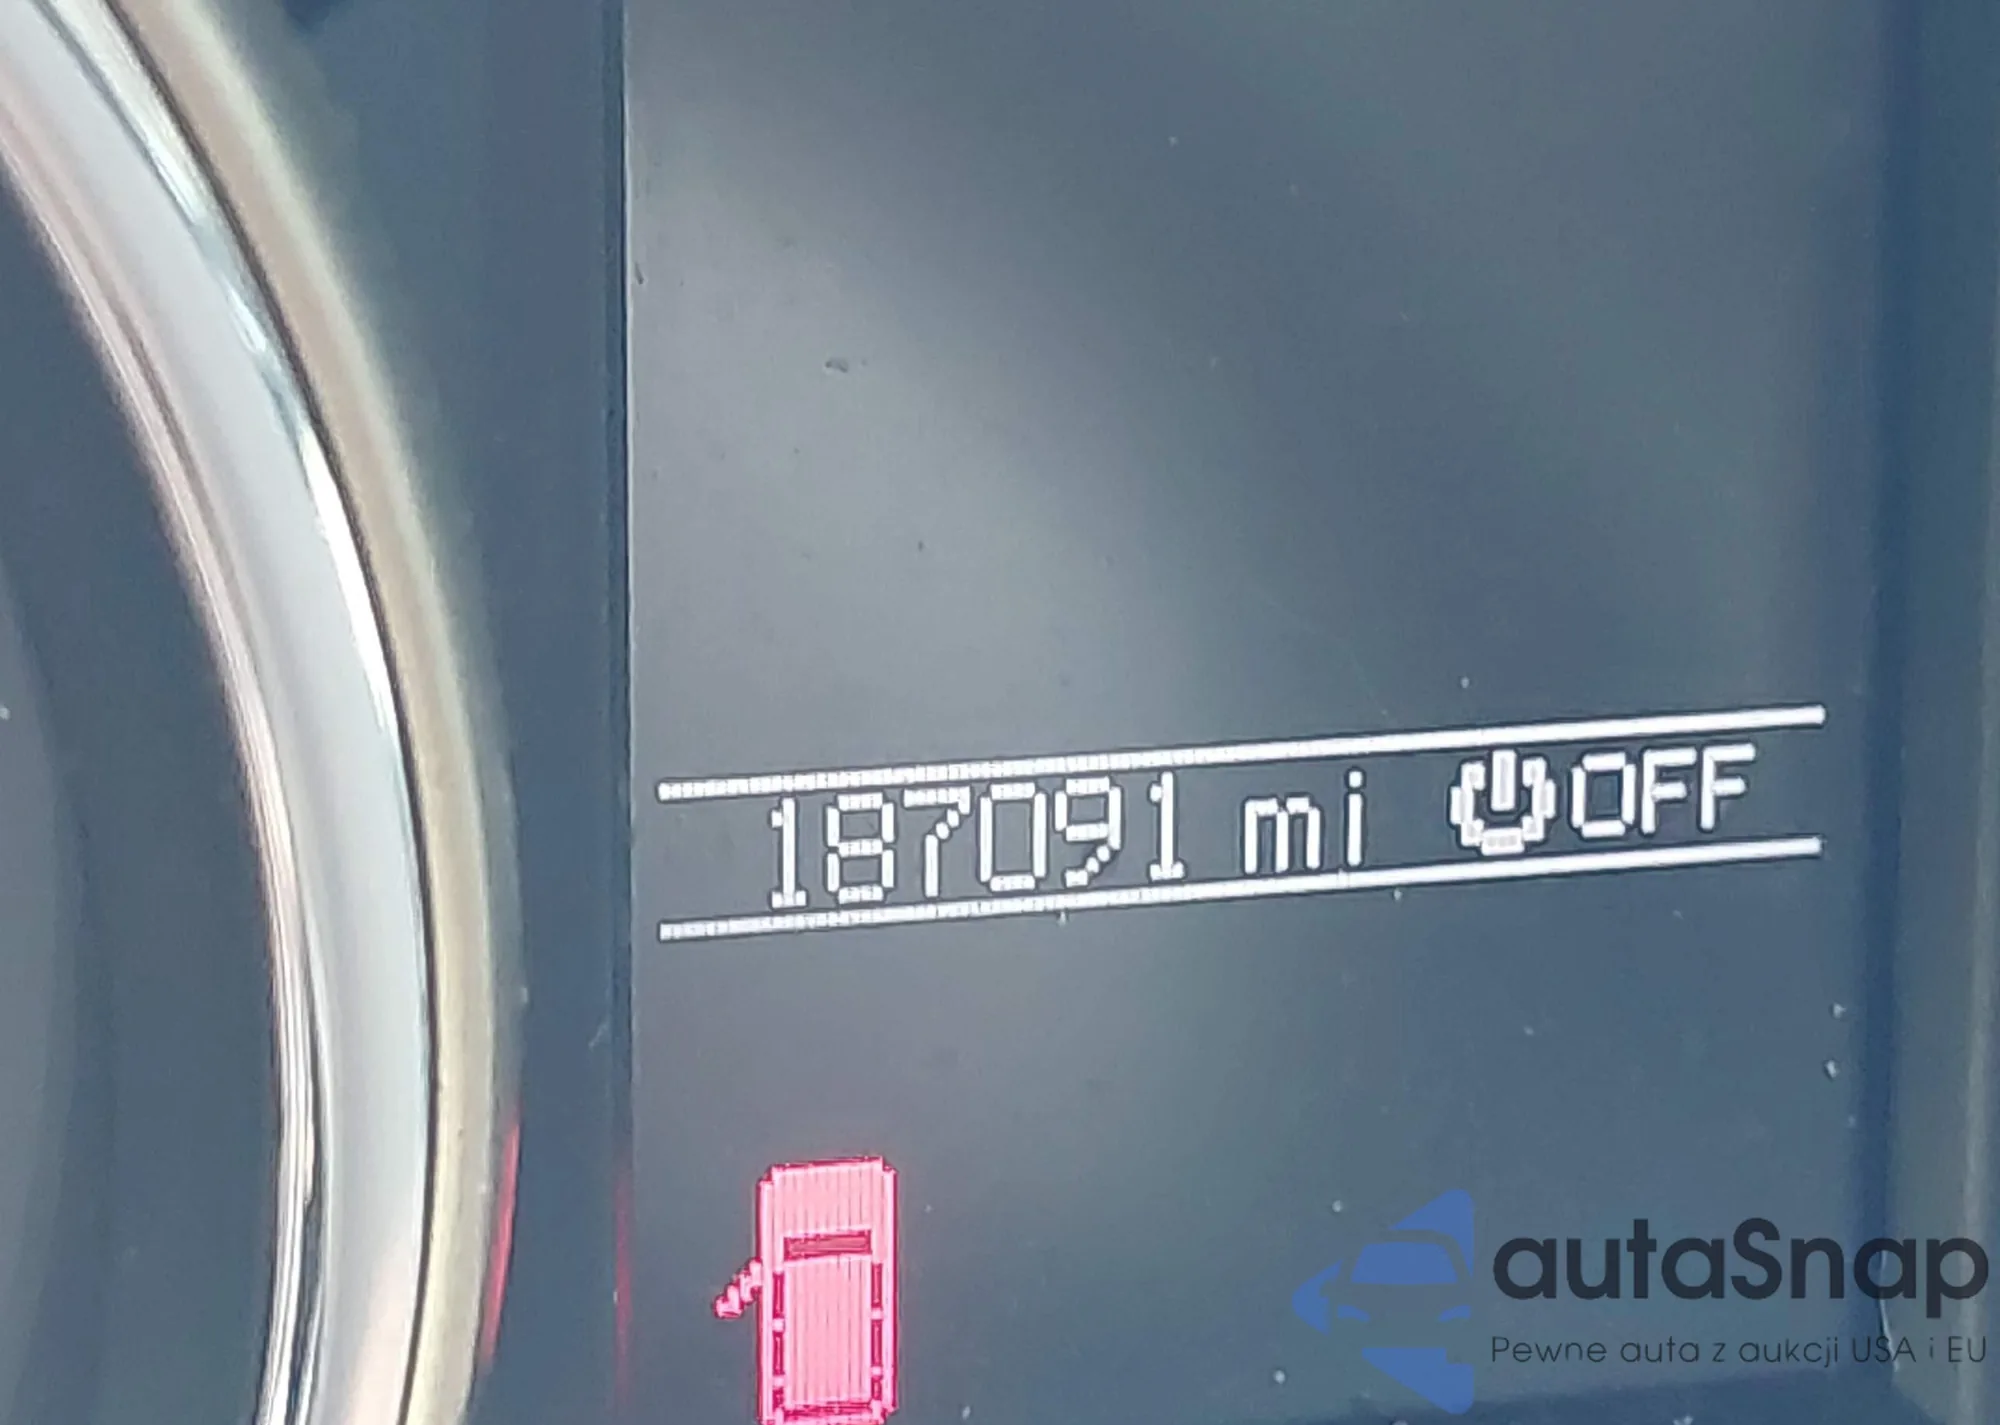 187091 mi OFF
autaSnap
Pewne auta z aukcji USA i EU